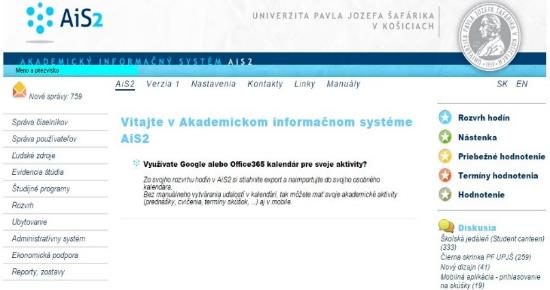 AiS2
UNIVERZITA PAVLA JOZEFA ŠAFÁRIKA
V KOŠICIACH
AKADEMICKÝ INFORMAČNÝ SYSTÉM AIS2
Meno a priezvisko
Nové správy: 759
AiS2 Verzia 1 Nastavenia Kontakty Linky Manuály SK EN
Správa číselníkov
Správa používateľov
Ľudské zdroje
Evidencia štúdia
Študijné programy
Rozvrh
Ubytovanie
Administratívny systém
Ekonomická podpora
Reporty, zostavy
Vitajte v Akademickom informačnom systéme
AiS2
Využívate Google alebo Office365 kalendár pre svoje aktivity?
Zo svojho rozvrhu hodín v AIS2 si stiahnite export a naimportujte do svojho osobného
kalendára.
Bez manuálneho vytvárania udalostí v kalendári, tak môžete mať svoje akademické aktivity
(prednášky, cvičenia, termíny skúšok, ...) aj v mobile.
Rozvrh hodín
Nástenka
Priebežné hodnotenie
Termíny hodnotenia
Hodnotenie
Diskusia
Školská jedáleň (Student canteen)
(333)
Čierna skrinka PF UPJŠ (259)
Nový dizajn (41)
Mobilná aplikácia - prihlasovanie
na skúšky (19)